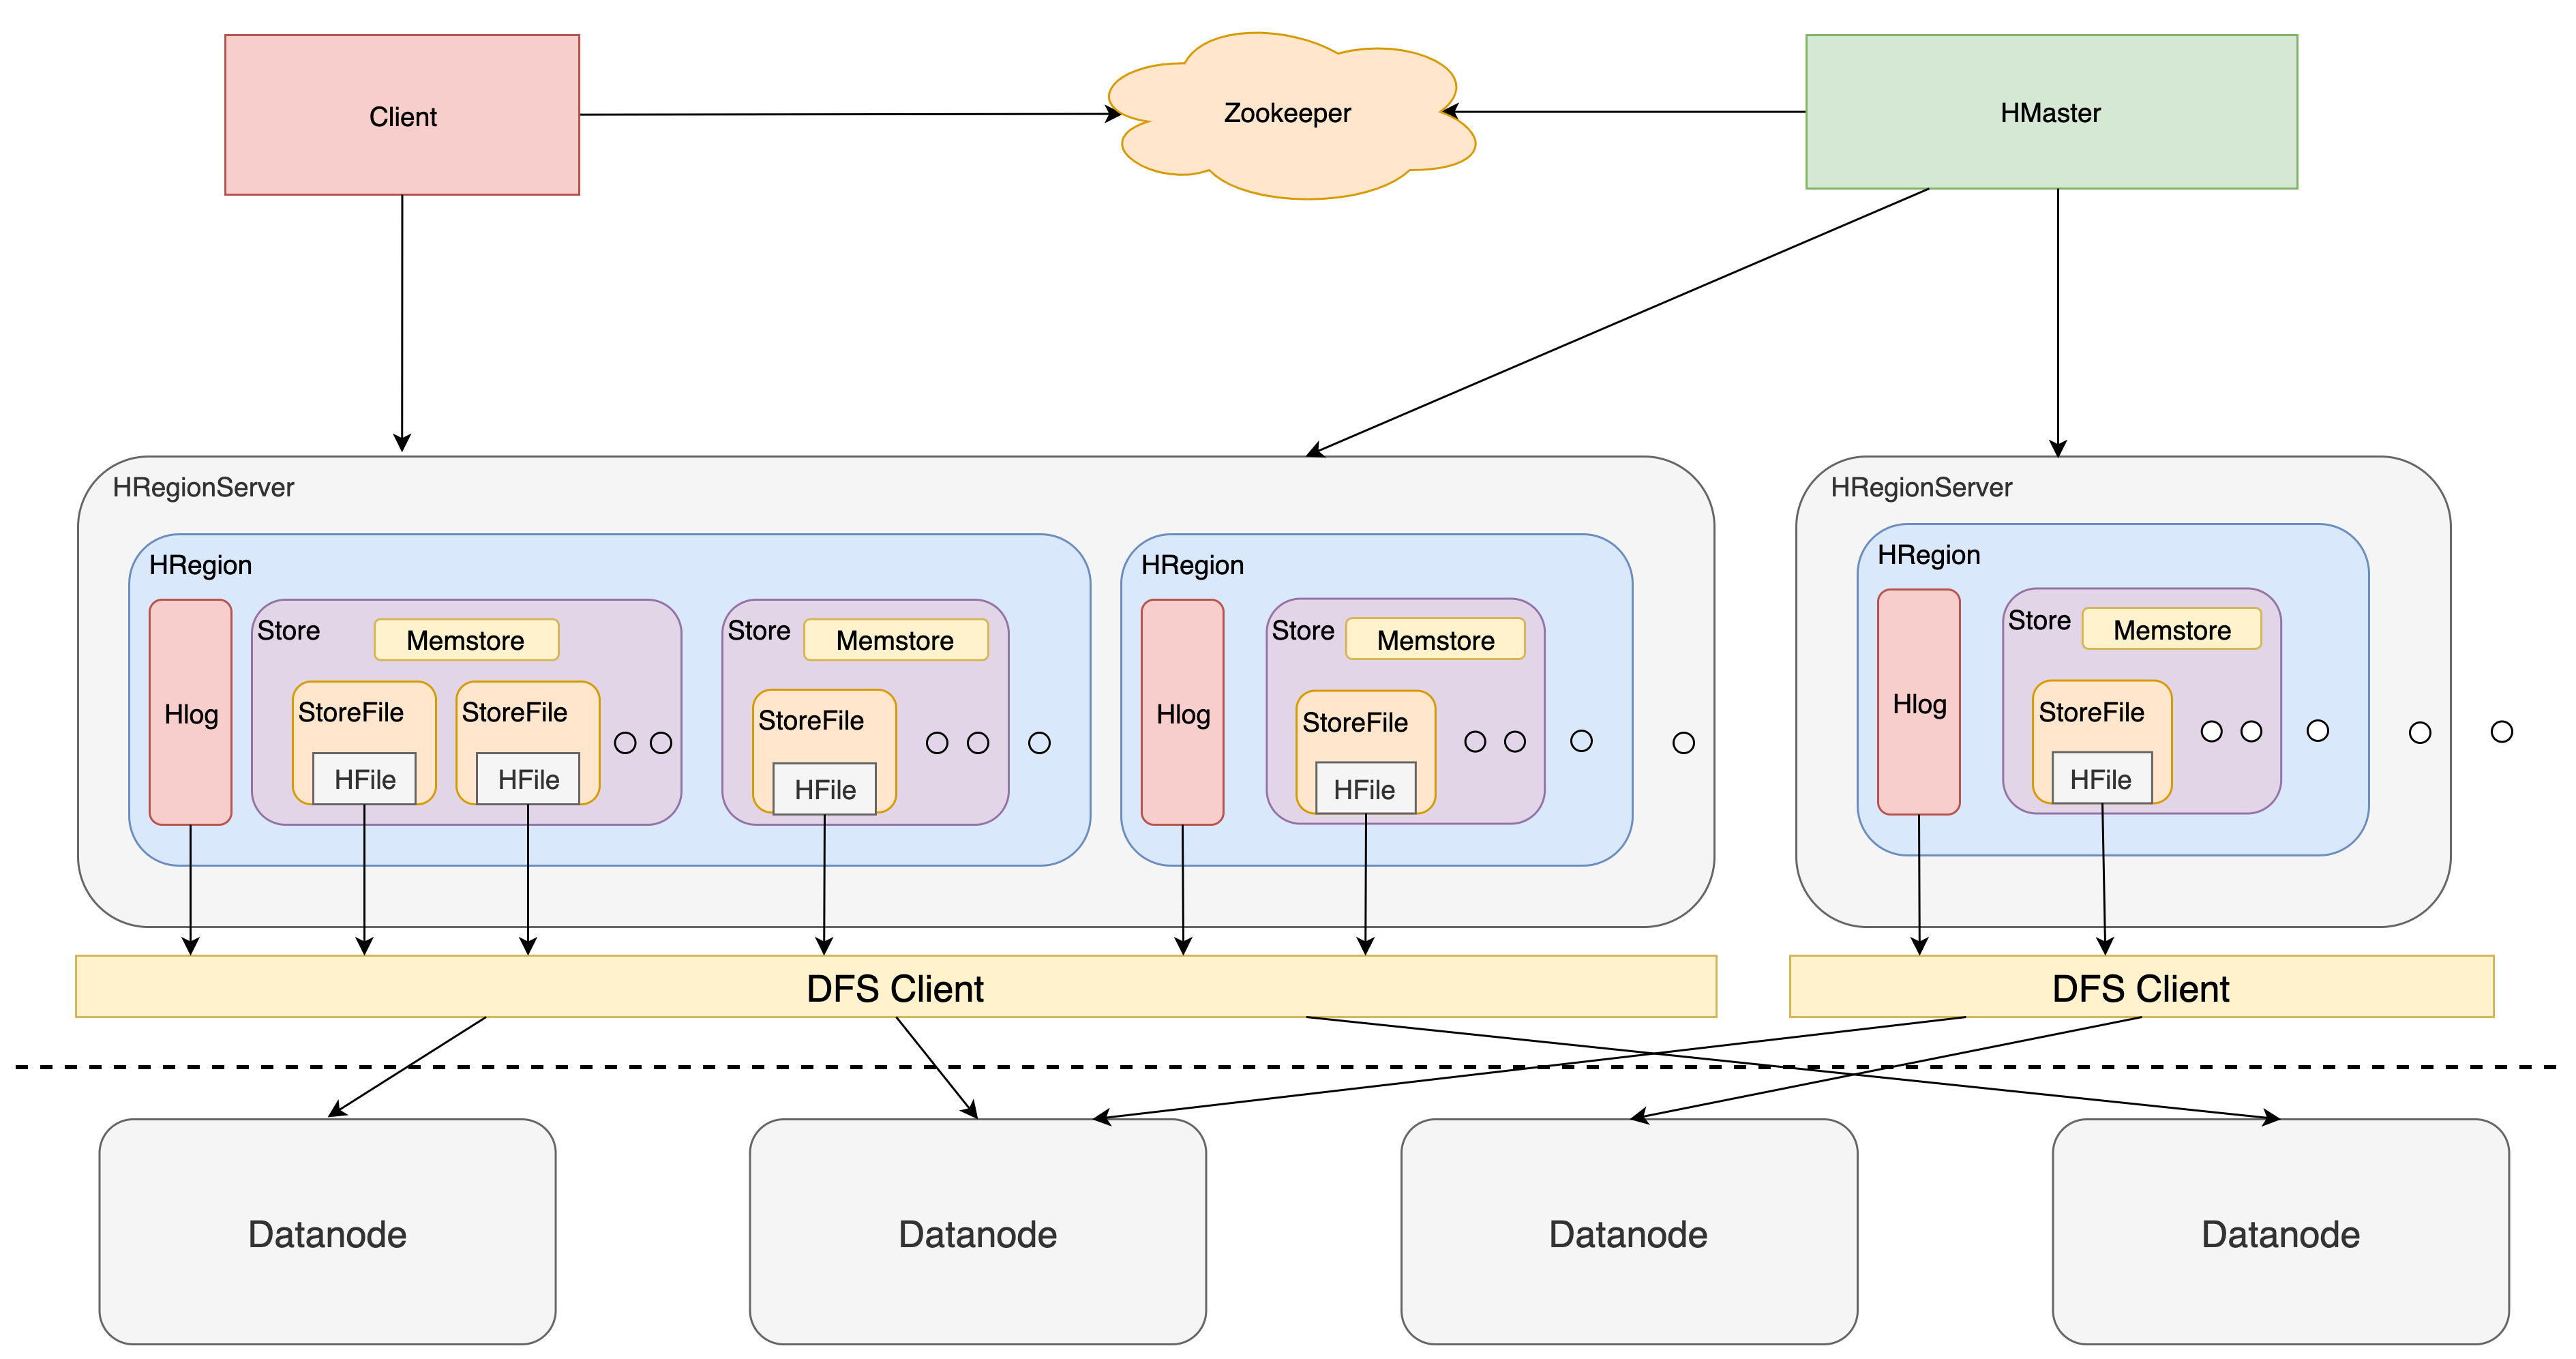 Client
Zookeeper
HMaster
HRegionServer
HRegion
Hlog
Store
Memstore
StoreFile
HFile
StoreFile
HFile
Store
Memstore
StoreFile
HFile
HRegion
Hlog
Store
Memstore
StoreFile
HFile
HRegionServer
HRegion
Hlog
Store
Memstore
StoreFile
HFile
DFS Client
DFS Client
Datanode
Datanode
Datanode
Datanode